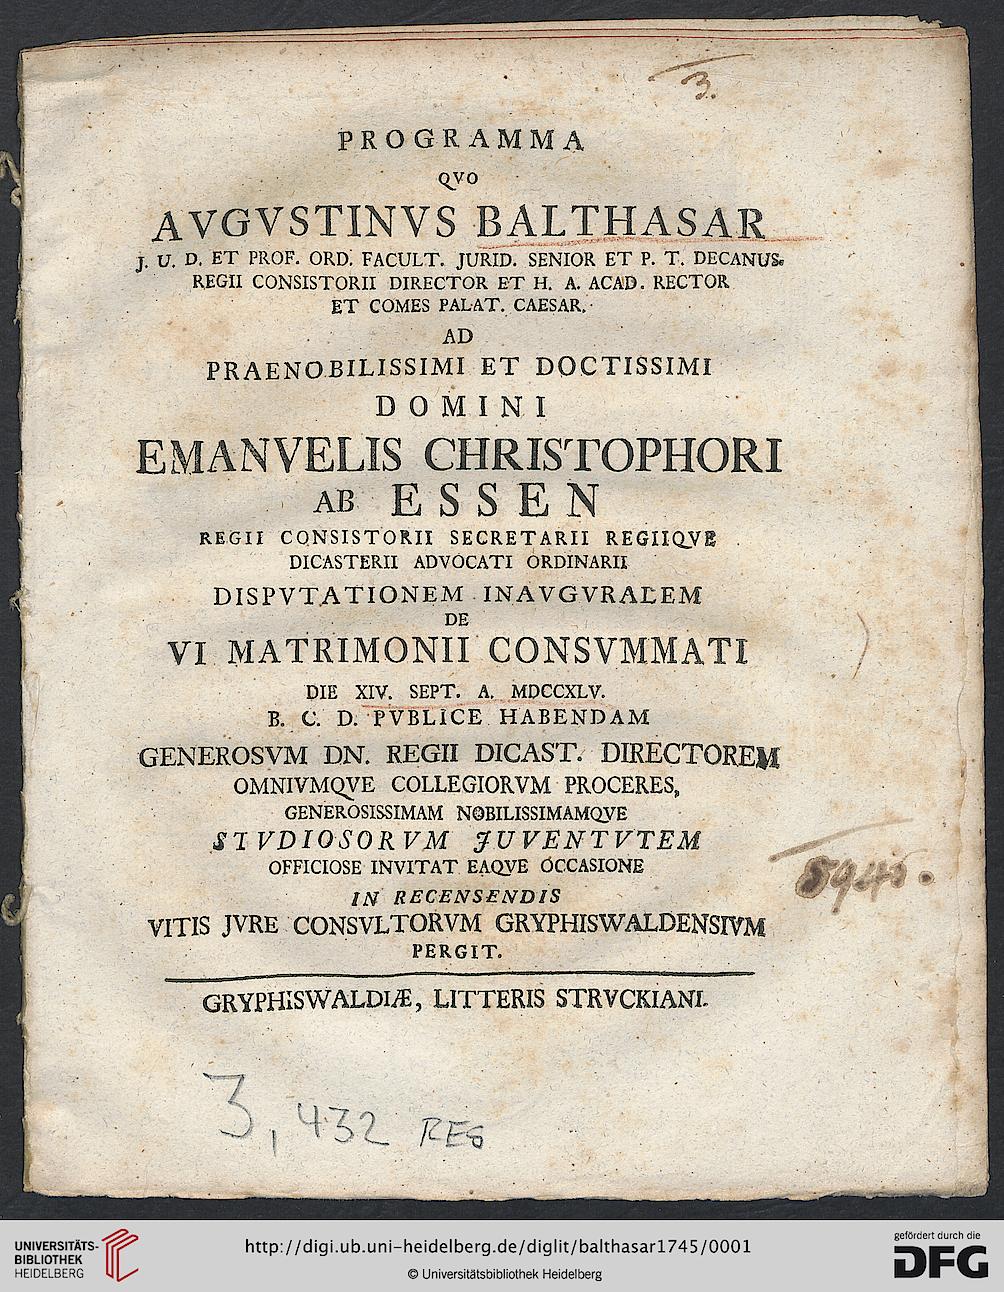 3.
PROGRAMMA
QVO
AVGVSTINVS BALTHASAR
J. U. D. ET PROF. ORD. FACULT. JURID. SENIOR ET P. T. DECANUS.
REGII CONSISTORII DIRECTOR ET H. A. ACAD. RECTOR
ET COMES PALAT. CAESAR.
AD
PRAENOBILISSIMI ET DOCTISSIMI
DOMINI
EMANVELIS CHRISTOPHORI
AB ESSEN
REGII CONSISTORII SECRETARII REGIIQVE
DICASTERII ADVOCATI ORDINARII
DISPVTATIONEM INAVGVRALEM
DE
VI MATRIMONII CONSVMMATI
DIE XIV. SEPT. A. MDCCXLV.
B. C. D. PVBLICE HABENDAM
GENEROSVM DN. REGII DICAST. DIRECTOREM
OMNIVMQVE COLLEGIORVM PROCERES,
GENEROSISSIMAM NOBILISSIMAMQVE
STVDIOSORVM JUVENTVTEM
OFFICIOSE INVITAT EAQVE OCCASIONE
IN RECENSENDIS
VITIS JVRE CONSVLTORVM GRYPHISWALDENSIVM
PERGIT.
GRYPHISWALDIÆ, LITTERIS STRVCKIANI.
3, 432 RES
UNIVERSITÄTS-
BIBLIOTHEK
HEIDELBERG
http://digi.ub.uni-heidelberg.de/diglit/balthasar1745/0001
© Universitätsbibliothek Heidelberg
gefördert durch die
DFG